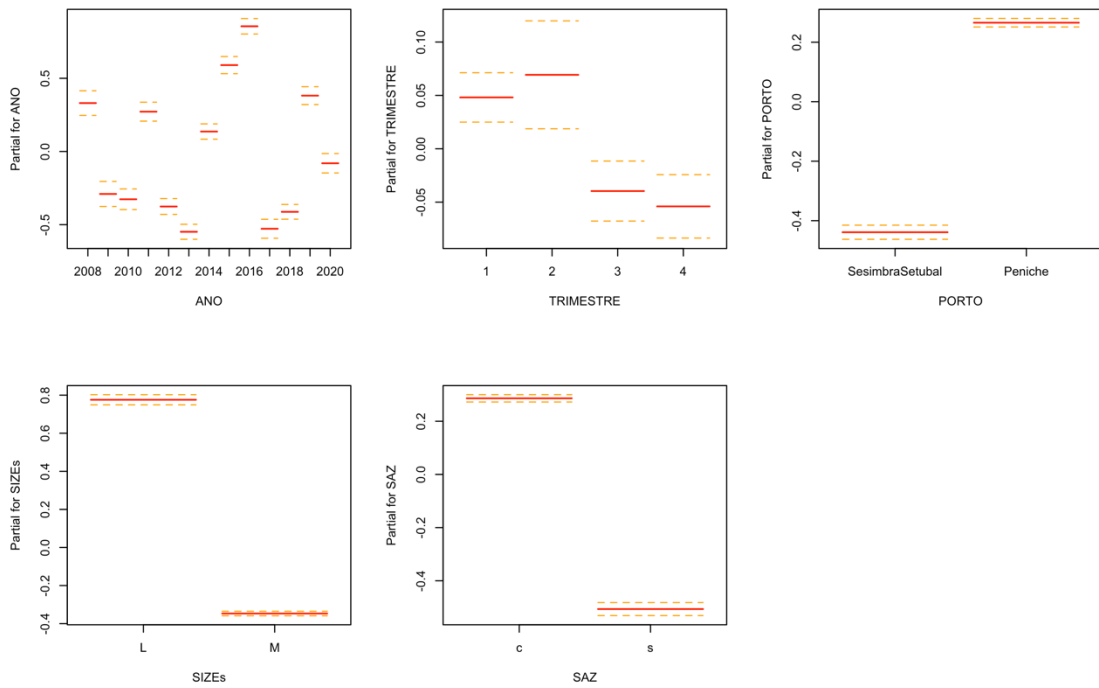 Partial for ANO
0.5
0.0
-0.5
2008 2010 2012 2014 2016 2018 2020
ANO
Partial for TRIMESTRE
0.10
0.05
0.00
-0.05
1 2 3 4
TRIMESTRE
Partial for PORTO
0.2
0.0
-0.2
-0.4
SesimbraSetubal Peniche
PORTO
Partial for SIZEs
0.8
0.6
0.4
0.2
0.0
-0.2
-0.4
L M
SIZEs
Partial for SAZ
0.2
0.0
-0.2
-0.4
c s
SAZ